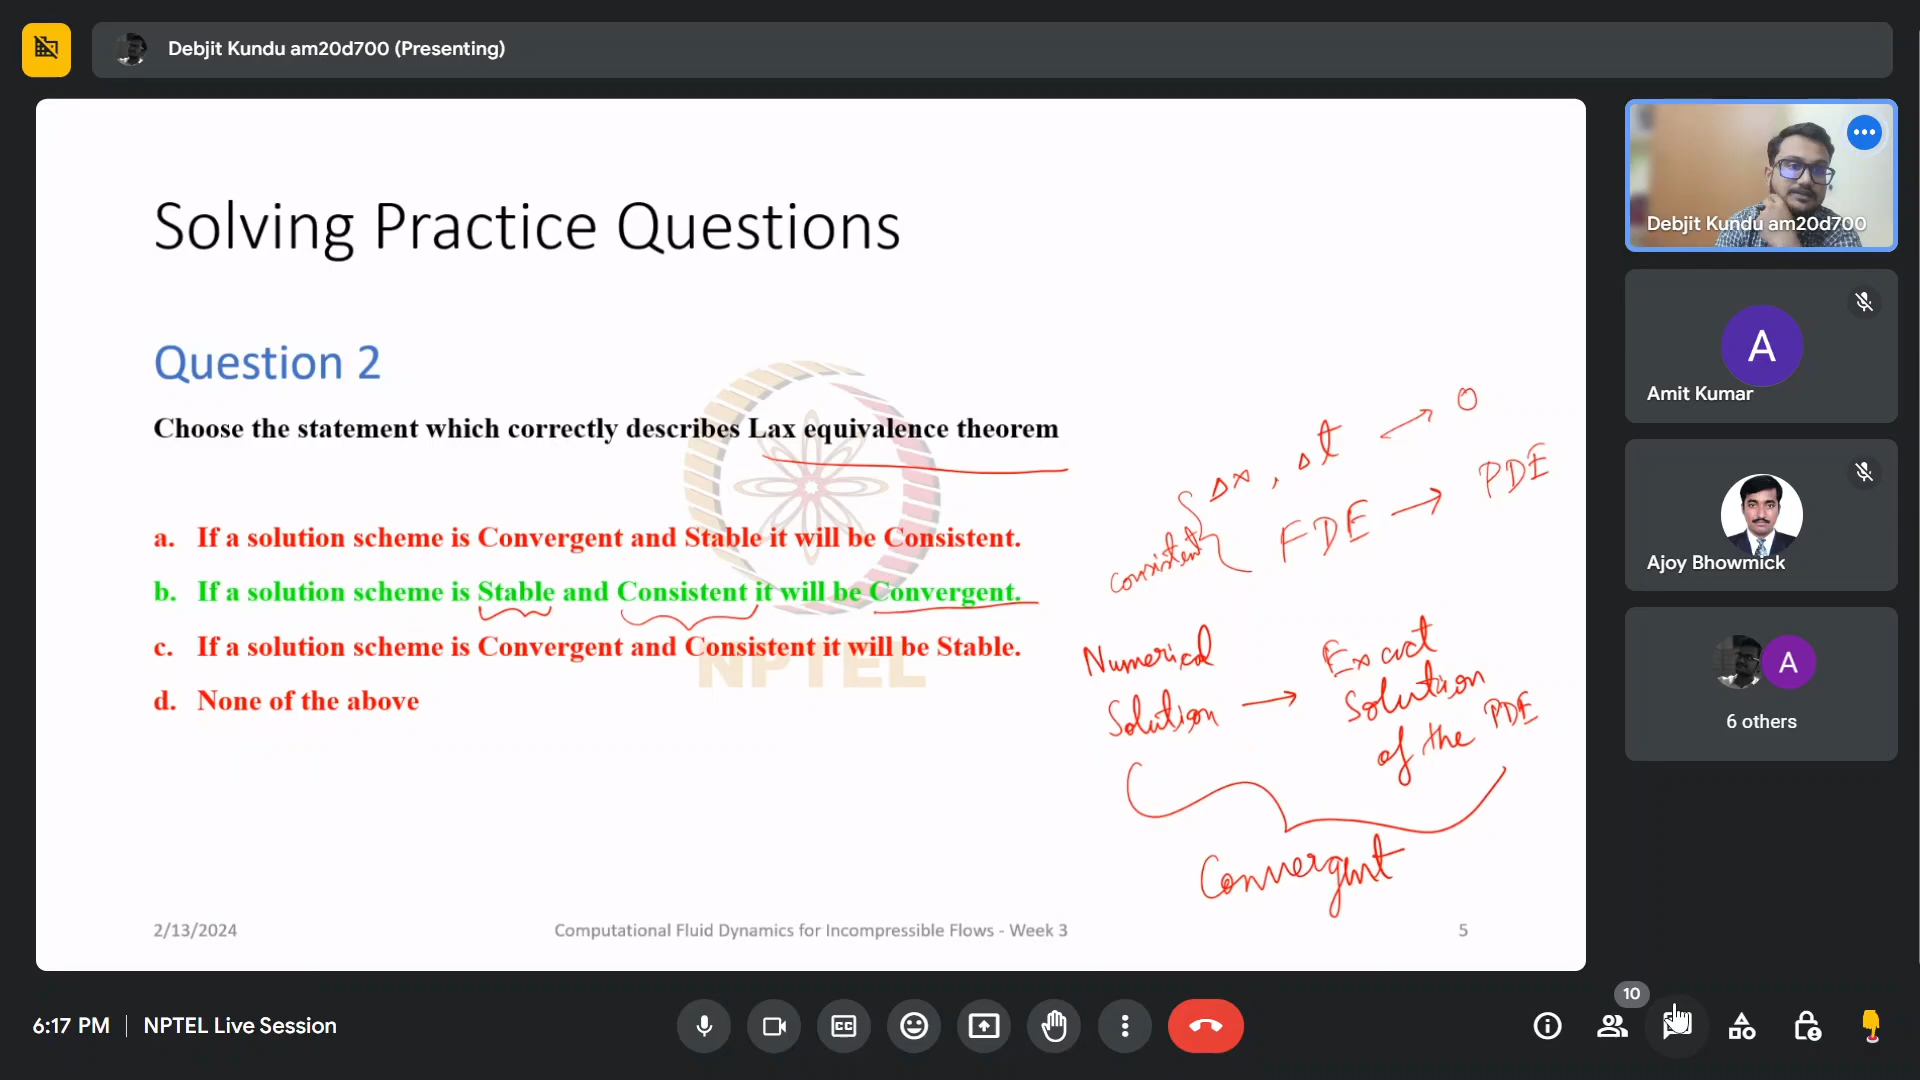 Debjit Kundu am20d700 (Presenting)
Solving Practice Questions
Question 2
Choose the statement which correctly describes Lax equivalence theorem
a. If a solution scheme is Convergent and Stable it will be Consistent.
b. If a solution scheme is Stable and Consistent it will be Convergent.
c. If a solution scheme is Convergent and Consistent it will be Stable.
d. None of the above
NPTEL
Δx, Δt → 0
consistent { FDE → PDE
Numerical Solution → Exact Solution of the PDE
Convergent
2/13/2024
Computational Fluid Dynamics for Incompressible Flows - Week 3
5
Debjit Kundu am20d700
A
Amit Kumar
Ajoy Bhowmick
A
6 others
6:17 PM | NPTEL Live Session
CC
10